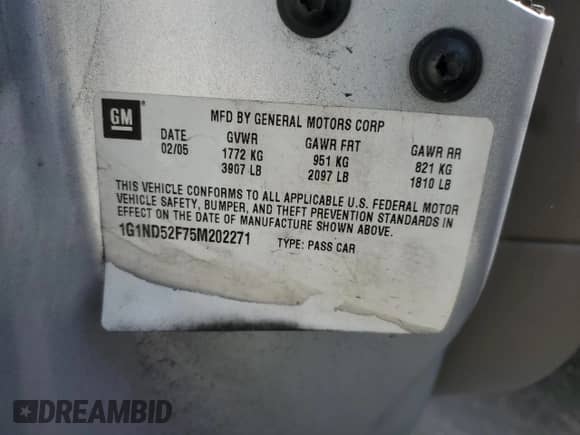 GM
MFD BY GENERAL MOTORS CORP
DATE GVWR GAWR FRT GAWR RR
02/05 1772 KG 951 KG 821 KG
3907 LB 2097 LB 1810 LB
THIS VEHICLE CONFORMS TO ALL APPLICABLE U.S. FEDERAL MOTOR
VEHICLE SAFETY, BUMPER, AND THEFT PREVENTION STANDARDS IN
EFFECT ON THE DATE OF MANUFACTURE SHOWN ABOVE.
1G1ND52F75M202271 TYPE: PASS CAR
DREAMBID